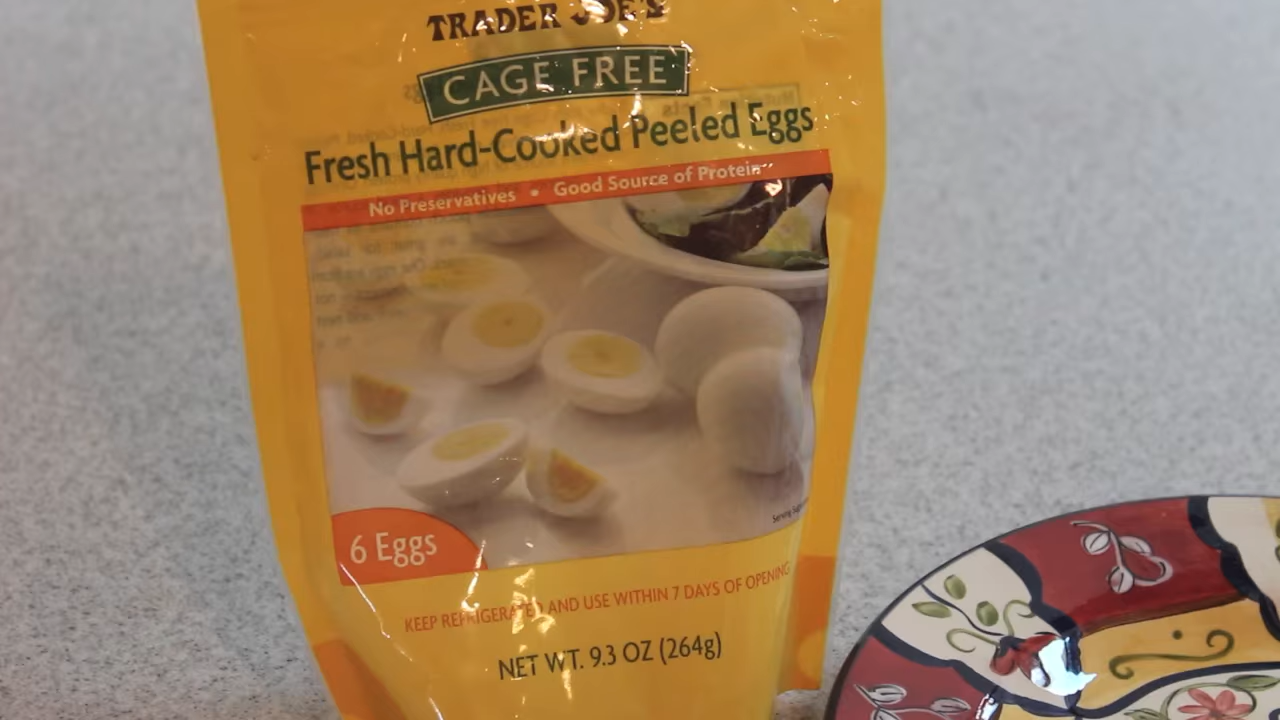 TRADER JOE'S
CAGE FREE
Fresh Hard-Cooked Peeled Eggs
No Preservatives • Good Source of Protein
6 Eggs
KEEP REFRIGERATED AND USE WITHIN 7 DAYS OF OPENING
NET WT. 9.3 OZ (264g)